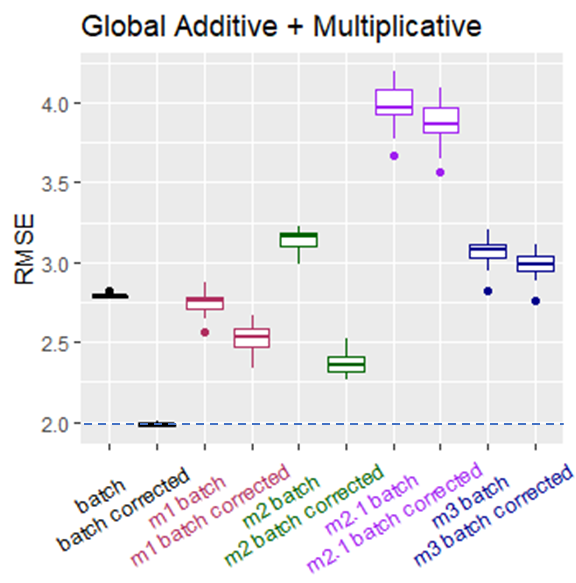 Global Additive + Multiplicative
RMSE
4.0
3.5
3.0
2.5
2.0
batch
batch corrected
m1 batch
m1 batch corrected
m2 batch
m2 batch corrected
m2.1 batch
m2.1 batch corrected
m3 batch
m3 batch corrected